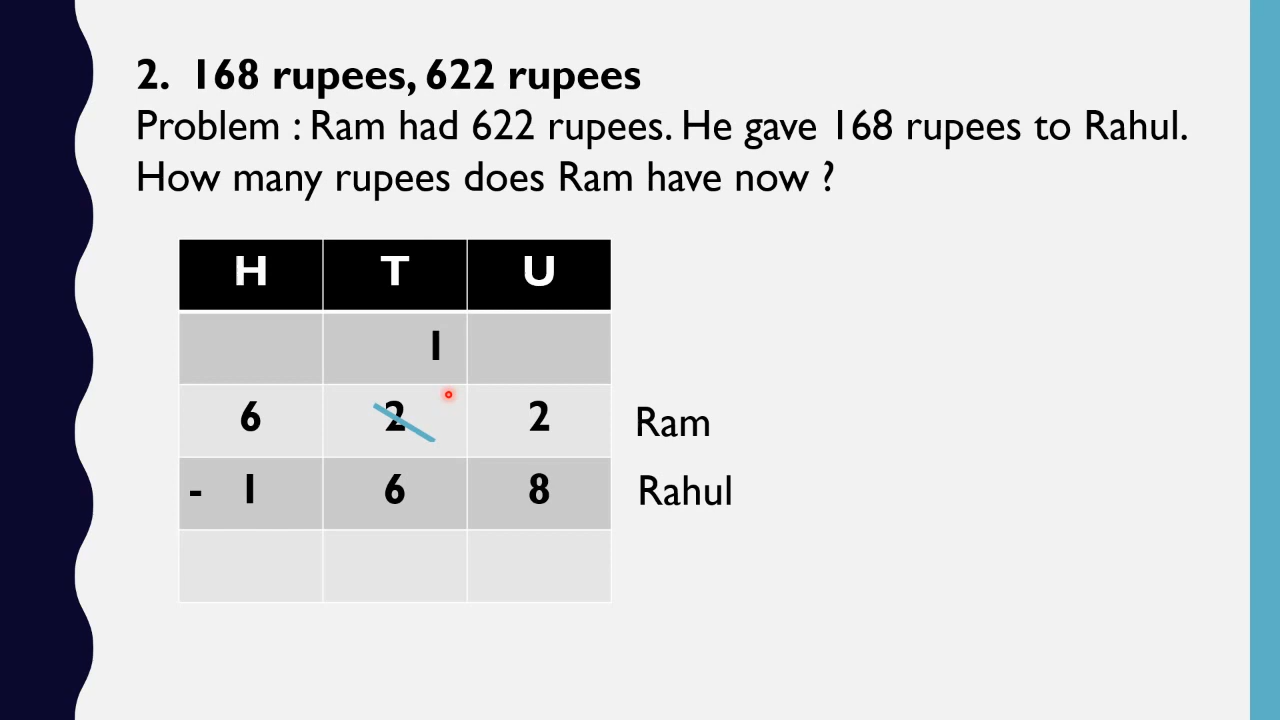 2. 168 rupees, 622 rupees
Problem : Ram had 622 rupees. He gave 168 rupees to Rahul.
How many rupees does Ram have now ?
H T U
1
6 2 2 Ram
- 1 6 8 Rahul